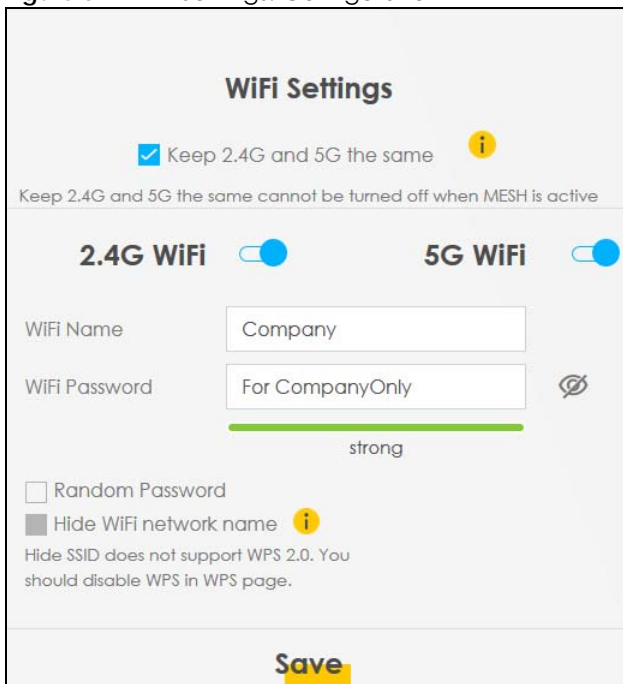 WiFi Settings
Keep 2.4G and 5G the same i
Keep 2.4G and 5G the same cannot be turned off when MESH is active
2.4G WiFi 5G WiFi
WiFi Name Company
WiFi Password For CompanyOnly
strong
Random Password
Hide WiFi network name i
Hide SSID does not support WPS 2.0. You
should disable WPS in WPS page.
Save